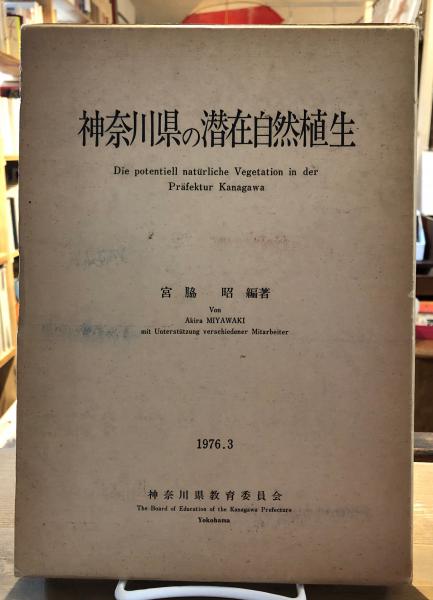 神奈川県の潜在自然植生
Die potentiell natürliche Vegetation in der
Präfektur Kanagawa
宮脇 昭 編著
Von
Akira MIYAWAKI
mit Unterstützung verschiedener Mitarbeiter
1976.3
神奈川県教育委員会
The Board of Education of the Kanagawa Prefecture
Yokohama